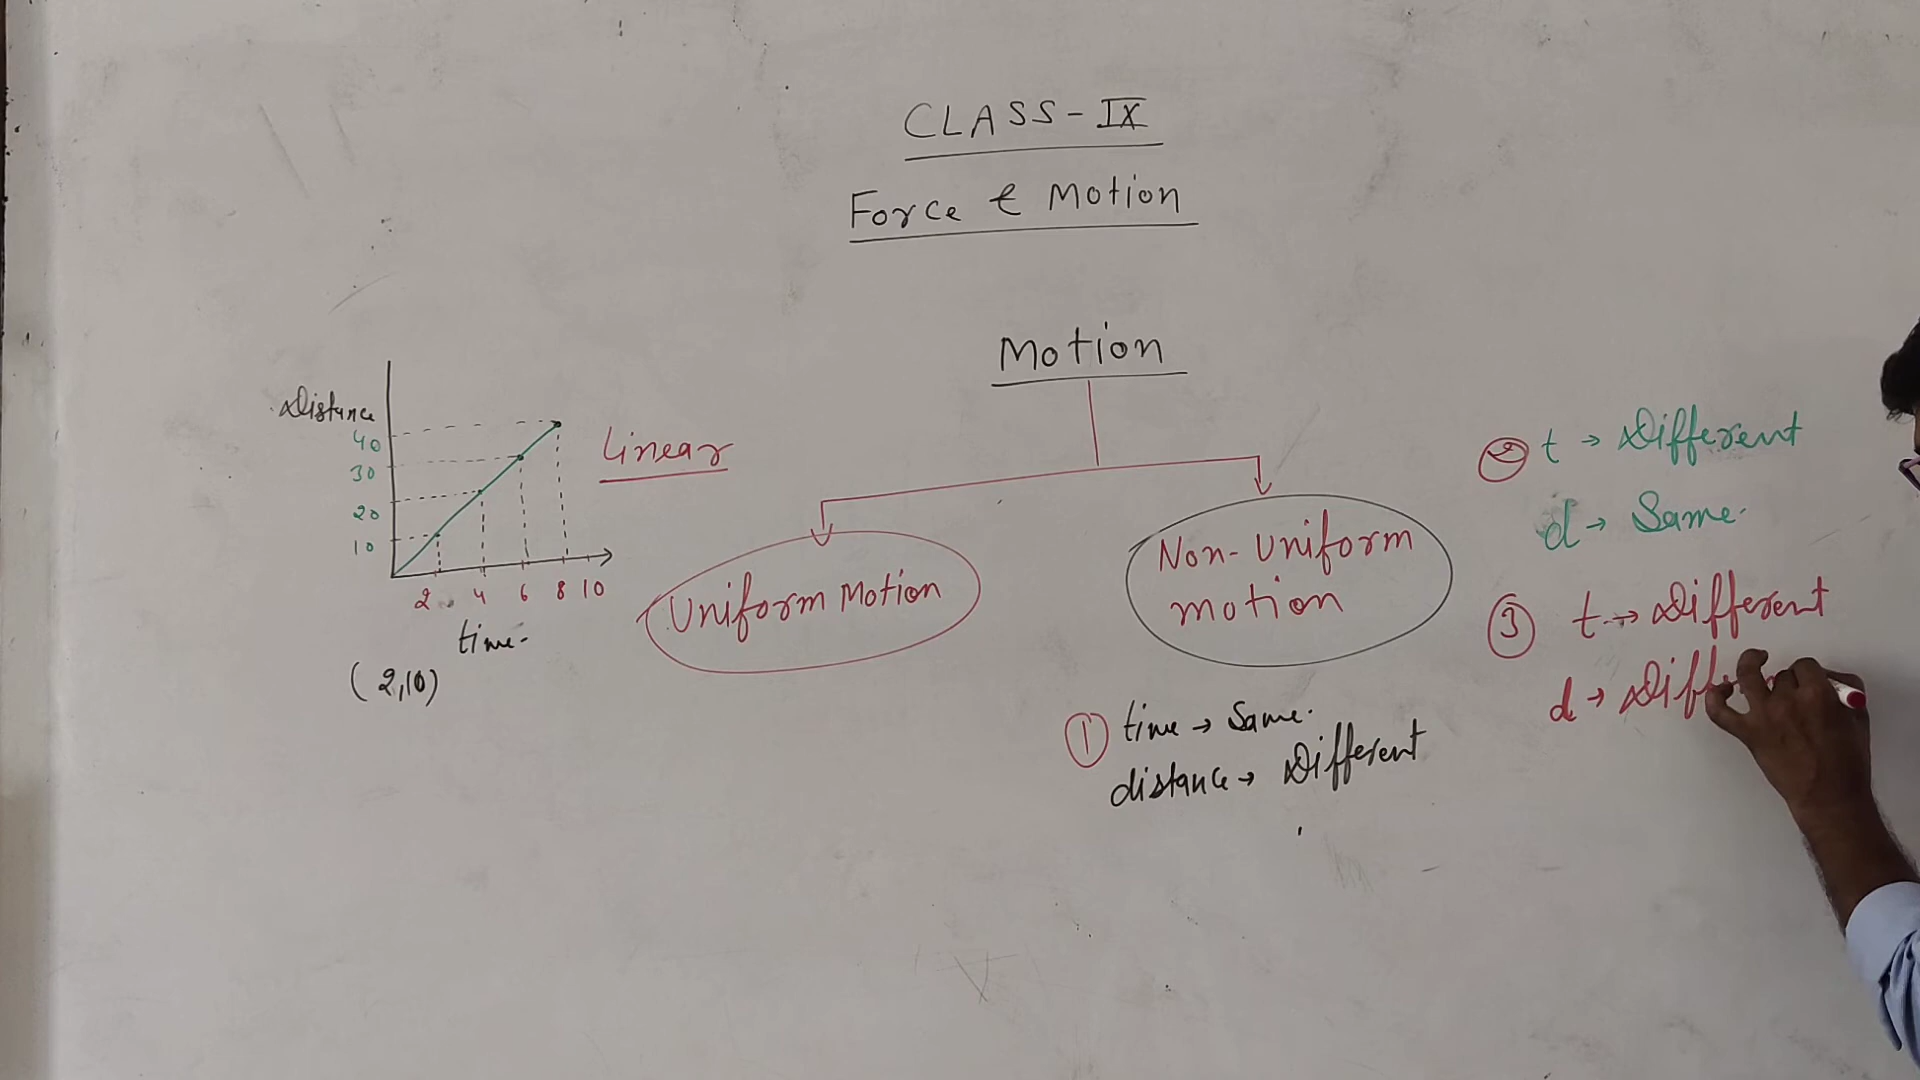 CLASS-IX
Force & Motion
Motion
Distance
40
30
20
10
2 4 6 8 10
time.
(2,10)
Linear
Uniform Motion
Non-Uniform
motion
① time → Same.
distance → Different
② t → Different
d → Same.
③ t → Different
d →